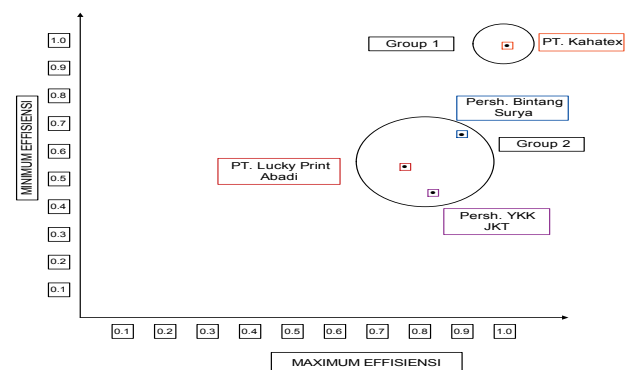 1.0
0.9
0.8
0.7
0.6
0.5
0.4
0.3
0.2
0.1
MINIMUM EFFISIENSI
Group 1
PT. Kahatex
Persh. Bintang
Surya
Group 2
PT. Lucky Print
Abadi
Persh. YKK
JKT
0.1 0.2 0.3 0.4 0.5 0.6 0.7 0.8 0.9 1.0
MAXIMUM EFFISIENSI